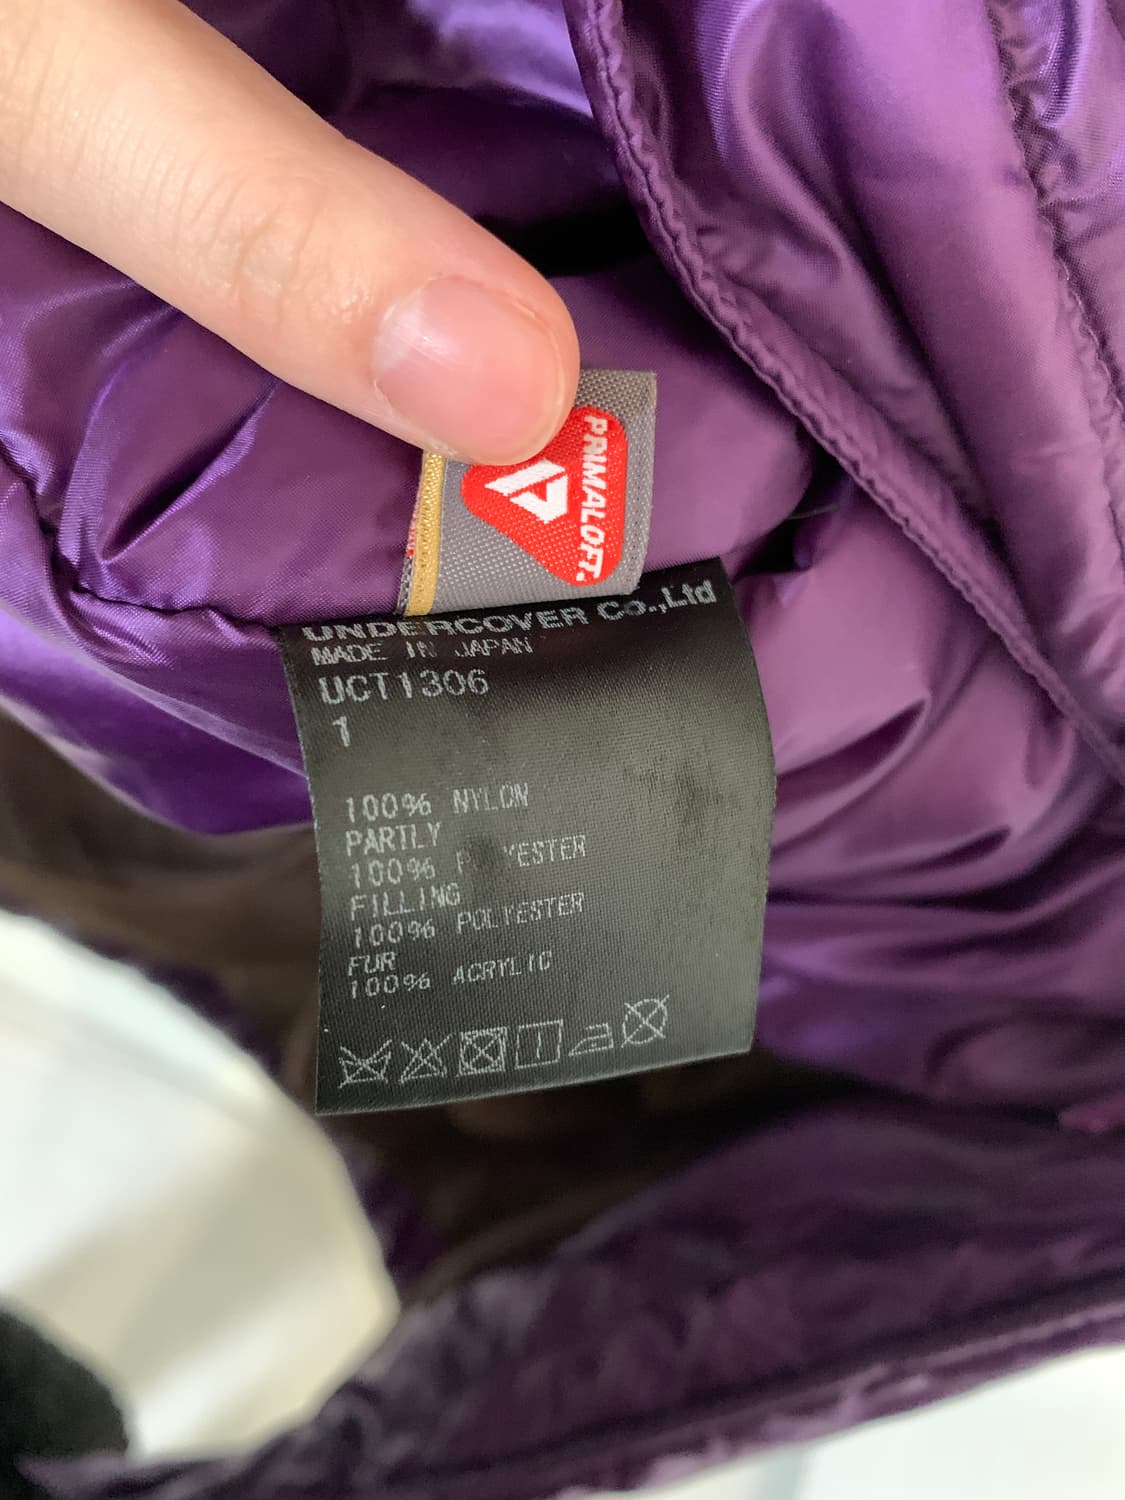 PRIMALOFT.
UNDERCOVER Co.,Ltd
MADE IN JAPAN
UCT1306
1
100% NYLON
PARTLY
100% POLYESTER
FILLING
100% POLYESTER
FUR
100% ACRYLIC